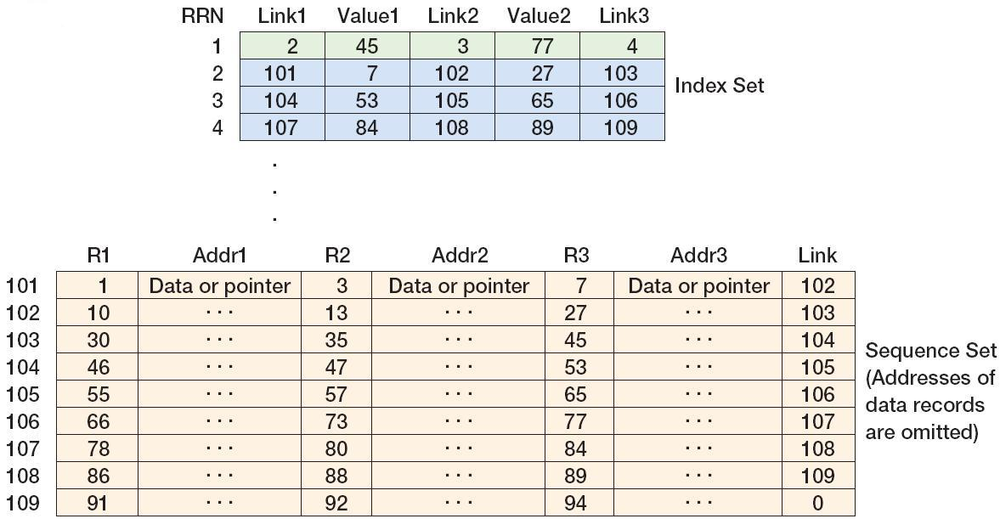 RRN Link1 Value1 Link2 Value2 Link3
1 2 45 3 77 4
2 101 7 102 27 103
Index Set
3 104 53 105 65 106
4 107 84 108 89 109
.
.
.
R1 Addr1 R2 Addr2 R3 Addr3 Link
101 1 Data or pointer 3 Data or pointer 7 Data or pointer 102
102 10 ... 13 ... 27 ... 103
103 30 ... 35 ... 45 ... 104
104 46 ... 47 ... 53 ... 105
105 55 ... 57 ... 65 ... 106
106 66 ... 73 ... 77 ... 107
107 78 ... 80 ... 84 ... 108
108 86 ... 88 ... 89 ... 109
109 91 ... 92 ... 94 ... 0
Sequence Set
(Addresses of
data records
are omitted)